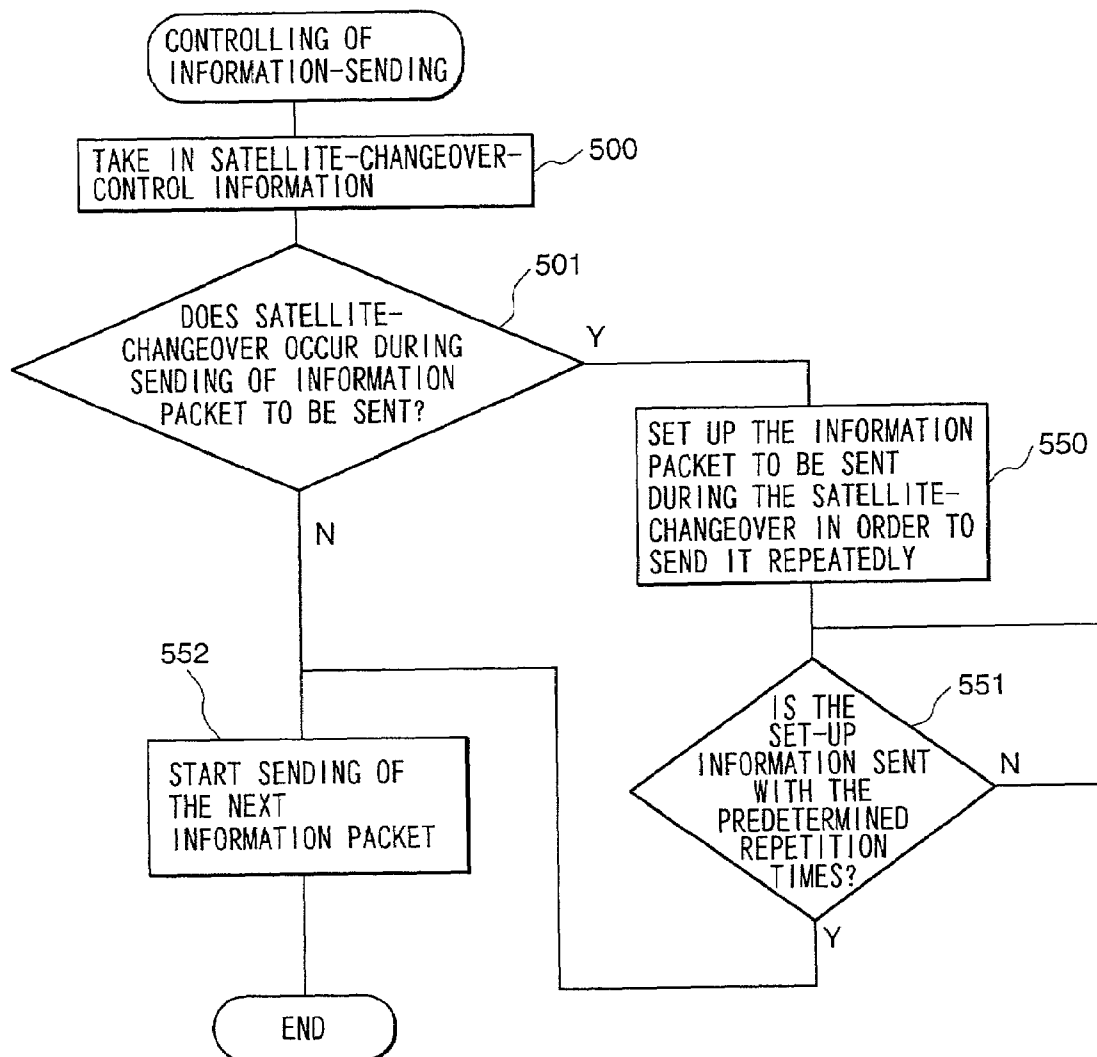 CONTROLLING OF
INFORMATION-SENDING
TAKE IN SATELLITE-CHANGEOVER-
CONTROL INFORMATION
500
501
DOES SATELLITE-
CHANGEOVER OCCUR DURING
SENDING OF INFORMATION
PACKET TO BE SENT?
Y
N
SET UP THE INFORMATION
PACKET TO BE SENT
DURING THE SATELLITE-
CHANGEOVER IN ORDER TO
SEND IT REPEATEDLY
550
551
IS THE
SET-UP
INFORMATION SENT
WITH THE
PREDETERMINED
REPETITION
TIMES?
N
Y
552
START SENDING OF
THE NEXT
INFORMATION PACKET
END